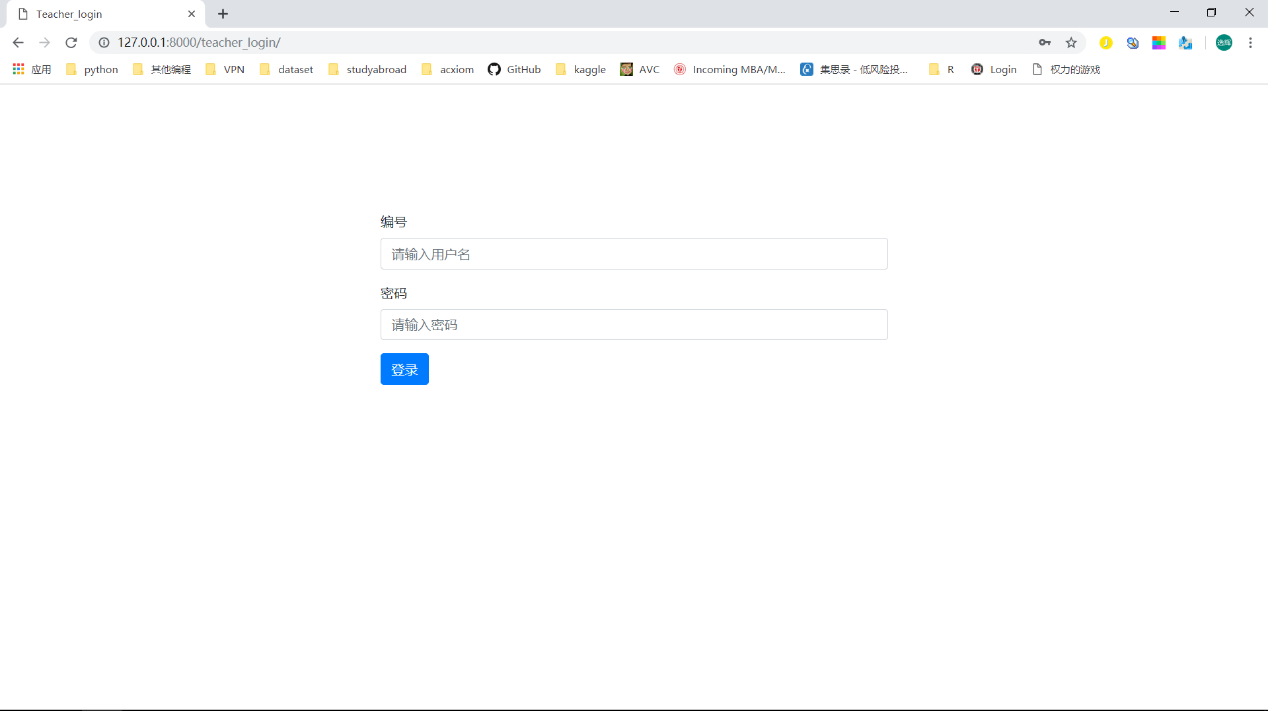 Teacher_login
127.0.0.1:8000/teacher_login/
应用 python 其他编程 VPN dataset studyabroad acxiom GitHub kaggle AVC Incoming MBA/M... 集思录 - 低风险投... R Login 权力的游戏
编号
请输入用户名
密码
请输入密码
登录